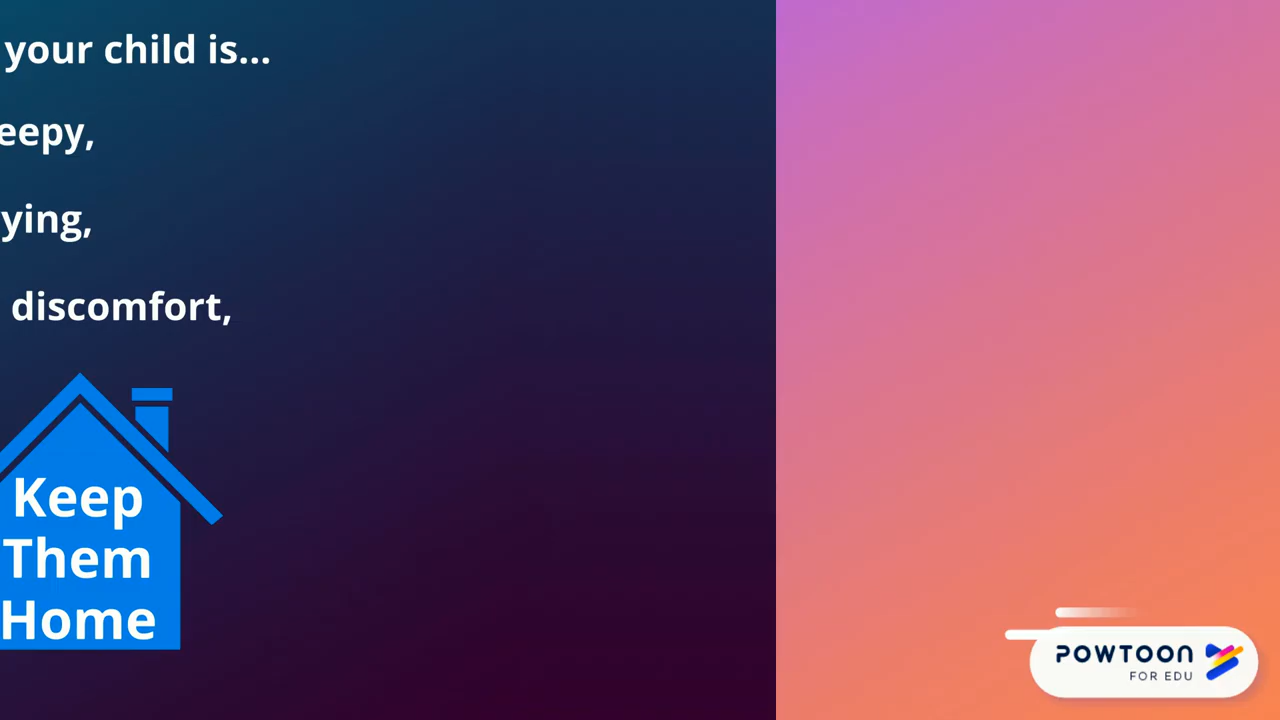 your child is...
eepy,
ying,
discomfort,
Keep
Them
Home
POWTOON
FOR EDU